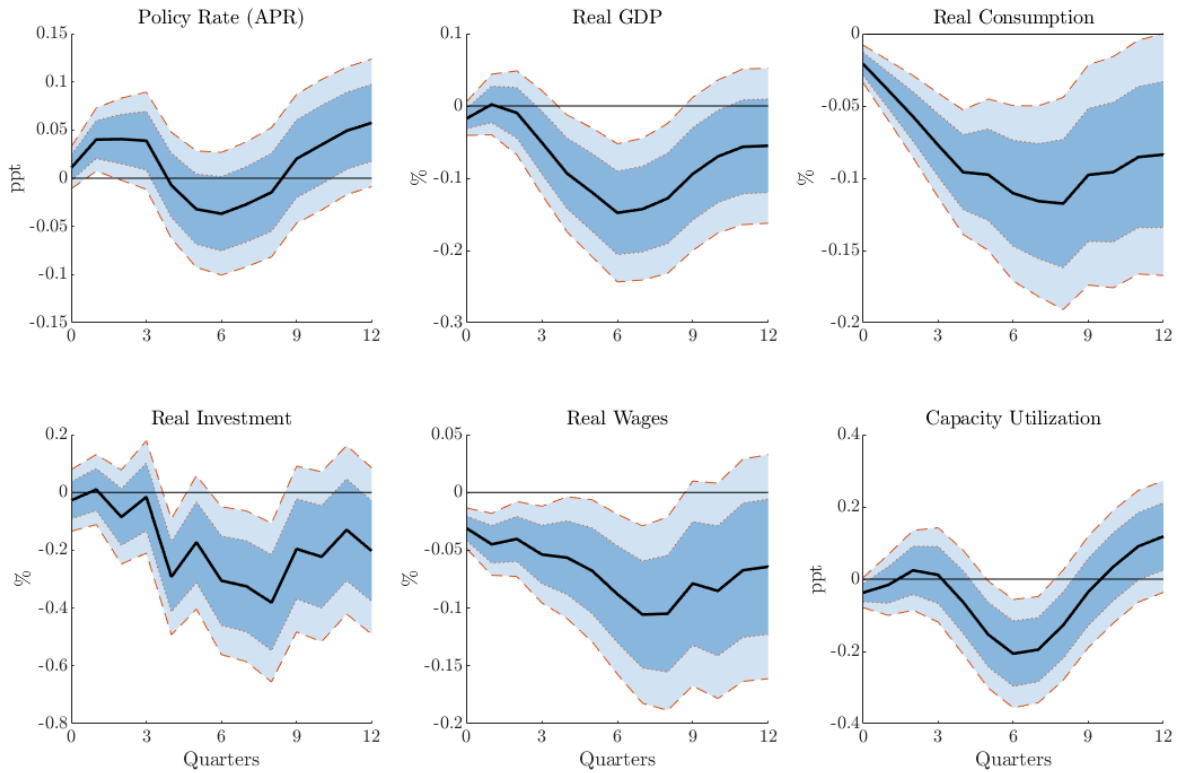 Policy Rate (APR)
0.15
0.1
0.05
0
-0.05
-0.1
-0.15
ppt
0 3 6 9 12
Real GDP
0.1
0
-0.1
-0.2
-0.3
%
0 3 6 9 12
Real Consumption
0
-0.05
-0.1
-0.15
-0.2
%
0 3 6 9 12
Real Investment
0.2
0
-0.2
-0.4
-0.6
-0.8
%
0 3 6 9 12
Quarters
Real Wages
0.05
0
-0.05
-0.1
-0.15
-0.2
%
0 3 6 9 12
Quarters
Capacity Utilization
0.4
0.2
0
-0.2
-0.4
ppt
0 3 6 9 12
Quarters